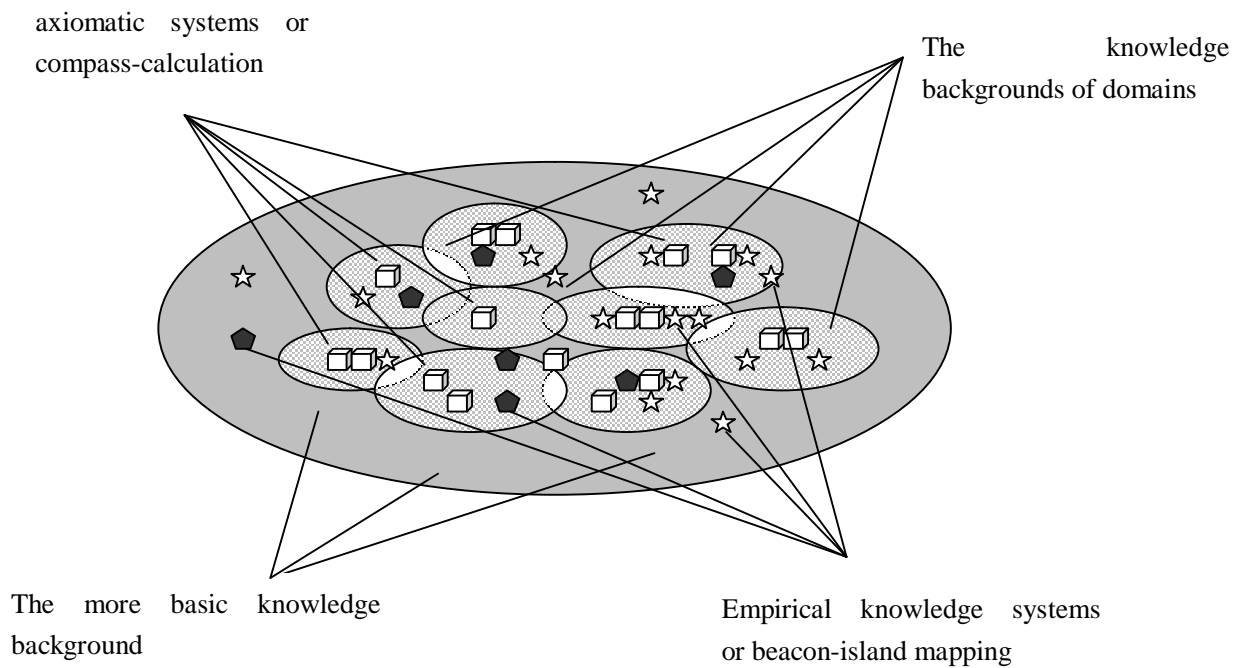 axiomatic systems or
compass-calculation
The knowledge
backgrounds of domains
The more basic knowledge
background
Empirical knowledge systems
or beacon-island mapping